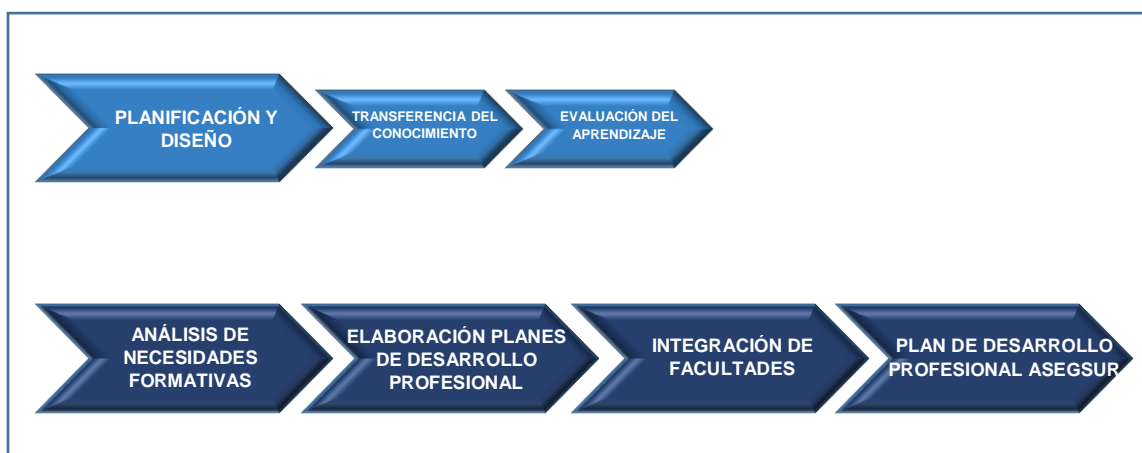 PLANIFICACIÓN Y
DISEÑO
TRANSFERENCIA DEL
CONOCIMIENTO
EVALUACIÓN DEL
APRENDIZAJE
ANÁLISIS DE
NECESIDADES
FORMATIVAS
ELABORACIÓN PLANES
DE DESARROLLO
PROFESIONAL
INTEGRACIÓN DE
FACULTADES
PLAN DE DESARROLLO
PROFESIONAL ASEGSUR